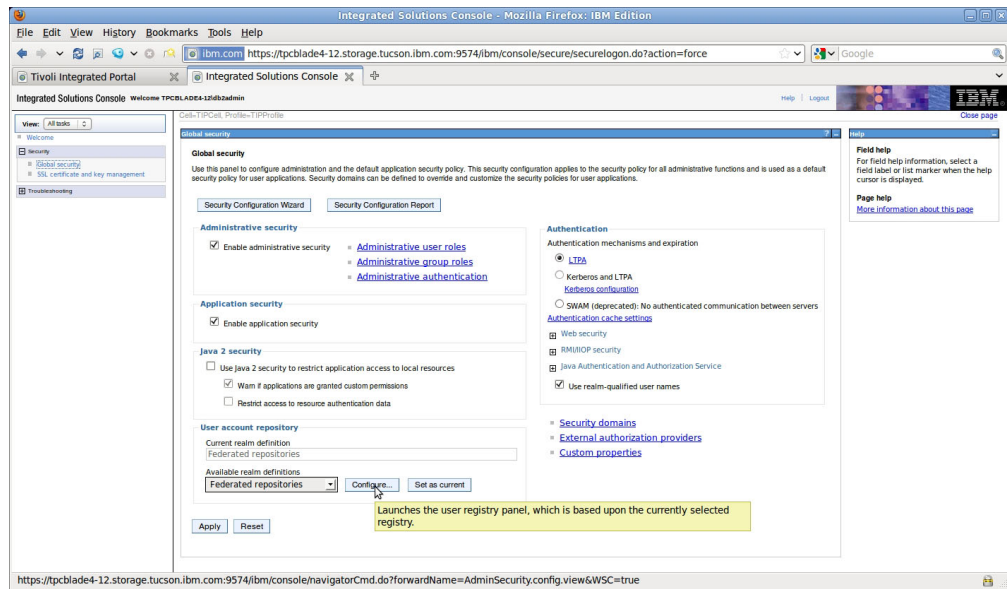 Integrated Solutions Console - Mozilla Firefox: IBM Edition
File Edit View History Bookmarks Tools Help
ibm.com https://tpcblade4-12.storage.tucson.ibm.com:9574/ibm/console/secure/securelogon.do?action=force
Google
Tivoli Integrated Portal
Integrated Solutions Console
Integrated Solutions Console Welcome TPCBLADE4-12\db2admin
Help | Logout
IBM.
Cell=TIPCell, Profile=TIPProfile
Close page
View: All tasks
Welcome
Security
Global security
SSL certificate and key management
Troubleshooting
Global security
Global security
Use this panel to configure administration and the default application security policy. This security configuration applies to the security policy for all administrative functions and is used as a default
security policy for user applications. Security domains can be defined to override and customize the security policies for user applications.
Security Configuration Wizard
Security Configuration Report
Administrative security
Enable administrative security
Administrative user roles
Administrative group roles
Administrative authentication
Application security
Enable application security
Java 2 security
Use Java 2 security to restrict application access to local resources
Warn if applications are granted custom permissions
Restrict access to resource authentication data
User account repository
Current realm definition
Federated repositories
Available realm definitions
Federated repositories
Configure...
Set as current
Launches the user registry panel, which is based upon the currently selected
registry.
Apply
Reset
Authentication
Authentication mechanisms and expiration
LTPA
Kerberos and LTPA
Kerberos configuration
SWAM (deprecated): No authenticated communication between servers
Authentication cache settings
Web security
RMI/IIOP security
Java Authentication and Authorization Service
Use realm-qualified user names
Security domains
External authorization providers
Custom properties
Help
Field help
For field help information, select a
field label or list marker when the help
cursor is displayed.
Page help
More information about this page
https://tpcblade4-12.storage.tucson.ibm.com:9574/ibm/console/navigatorCmd.do?forwardName=AdminSecurity.config.view&WSC=true